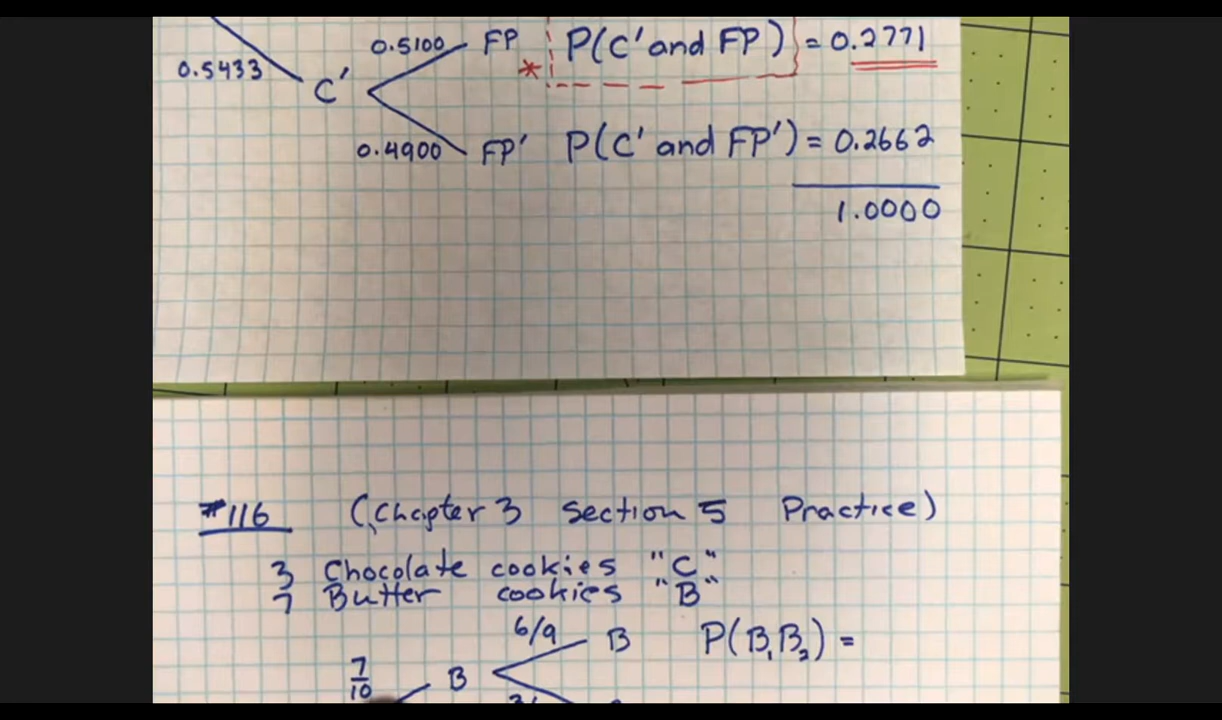 0.5100 FP P(C' and FP) = 0.2771
0.5433 C' *
0.4900 FP' P(C' and FP') = 0.2662
1.0000
#116 (Chapter 3 Section 5 Practice)
3 Chocolate cookies "C"
7 Butter cookies "B"
6/9 B P(B₁B₂) =
7/10 B